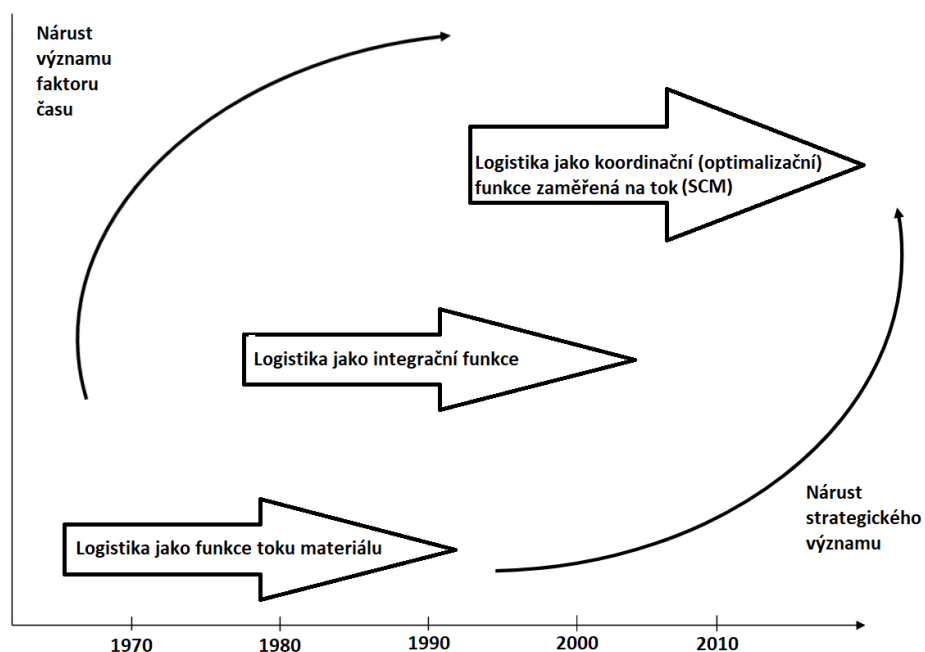 Nárust
významu
faktoru
času
Logistika jako koordinační (optimalizační)
funkce zaměřená na tok (SCM)
Logistika jako integrační funkce
Logistika jako funkce toku materiálu
Nárust
strategického
významu
1970
1980
1990
2000
2010